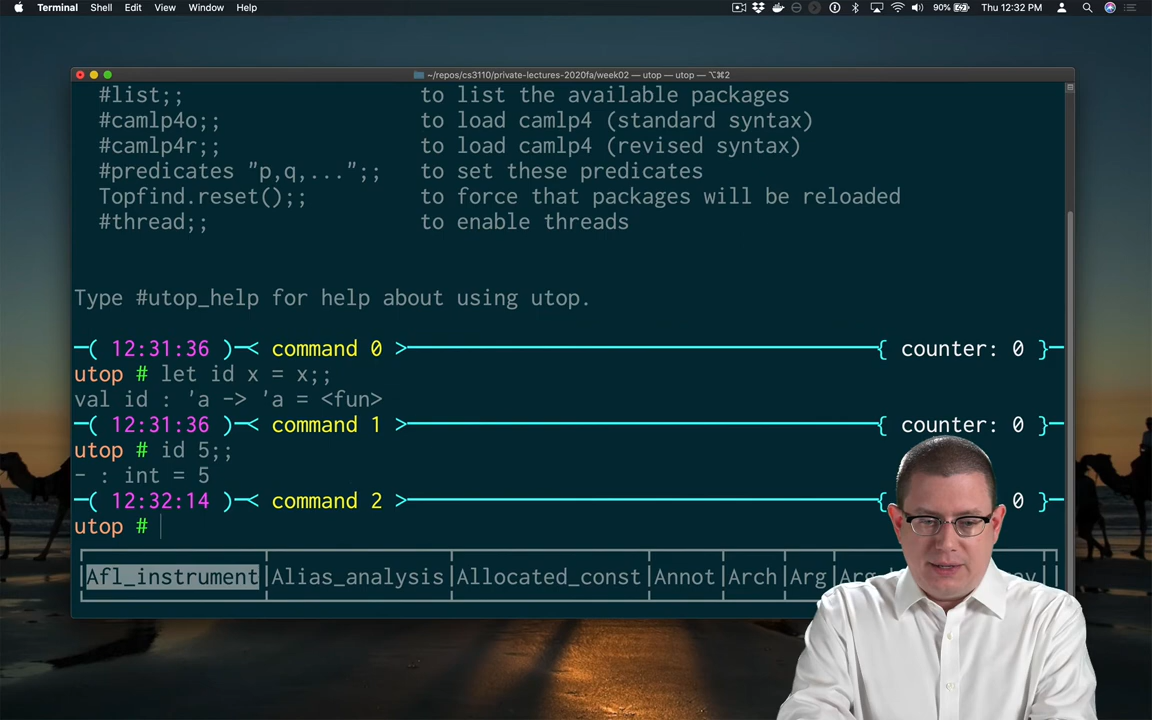 Terminal Shell Edit View Window Help 90% Thu 12:32 PM
~/repos/cs3110/private-lectures-2020fa/week02 — utop — utop — ⌥⌘2
#list;; to list the available packages
#camlp4o;; to load camlp4 (standard syntax)
#camlp4r;; to load camlp4 (revised syntax)
#predicates "p,q,...";; to set these predicates
Topfind.reset();; to force that packages will be reloaded
#thread;; to enable threads
Type #utop_help for help about using utop.
─( 12:31:36 )─< command 0 >─{ counter: 0 }─
utop # let id x = x;;
val id : 'a -> 'a = <fun>
─( 12:31:36 )─< command 1 >─{ counter: 0 }─
utop # id 5;;
- : int = 5
─( 12:32:14 )─< command 2 >─{ 0 }─
utop #
Afl_instrument Alias_analysis Allocated_const Annot Arch Arg